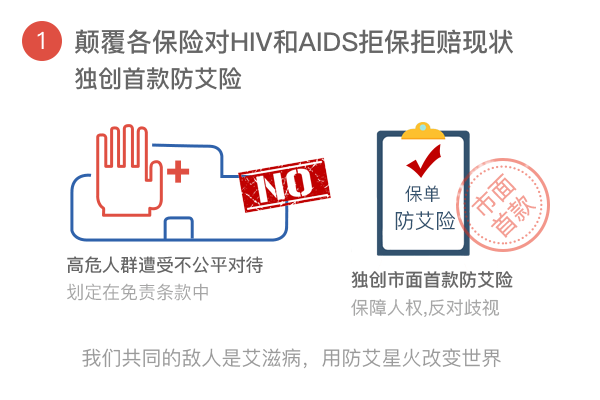 1
颠覆各保险对HIV和AIDS拒保拒赔现状
独创首款防艾险
NO
保单
防艾险
市面
首款
高危人群遭受不公平对待
划定在免责条款中
独创市面首款防艾险
保障人权,反对歧视
我们共同的敌人是艾滋病，用防艾星火改变世界